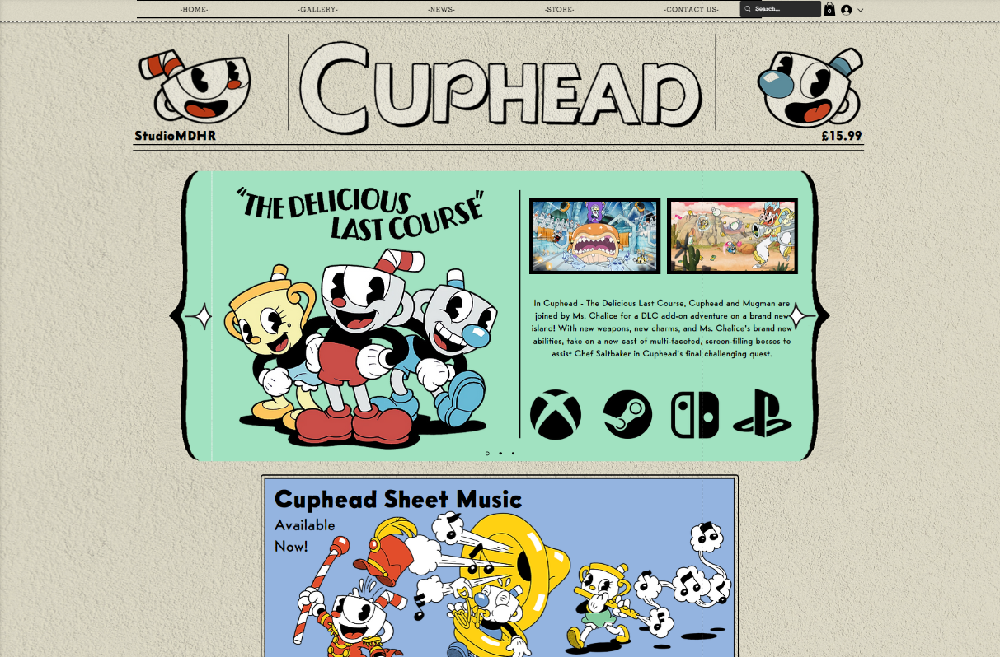 -HOME-
-GALLERY-
-NEWS-
-STORE-
-CONTACT US-
Search...
0
CUPHEAD
StudioMDHR
£15.99
"THE DELICIOUS
LAST COURSE"
In Cuphead - The Delicious Last Course, Cuphead and Mugman are
joined by Ms. Chalice for a DLC add-on adventure on a brand new
island! With new weapons, new charms, and Ms. Chalice's brand new
abilities, take on a new cast of multi-faceted, screen-filling bosses to
assist Chef Saltbaker in Cuphead's final challenging quest.
Cuphead Sheet Music
Available
Now!